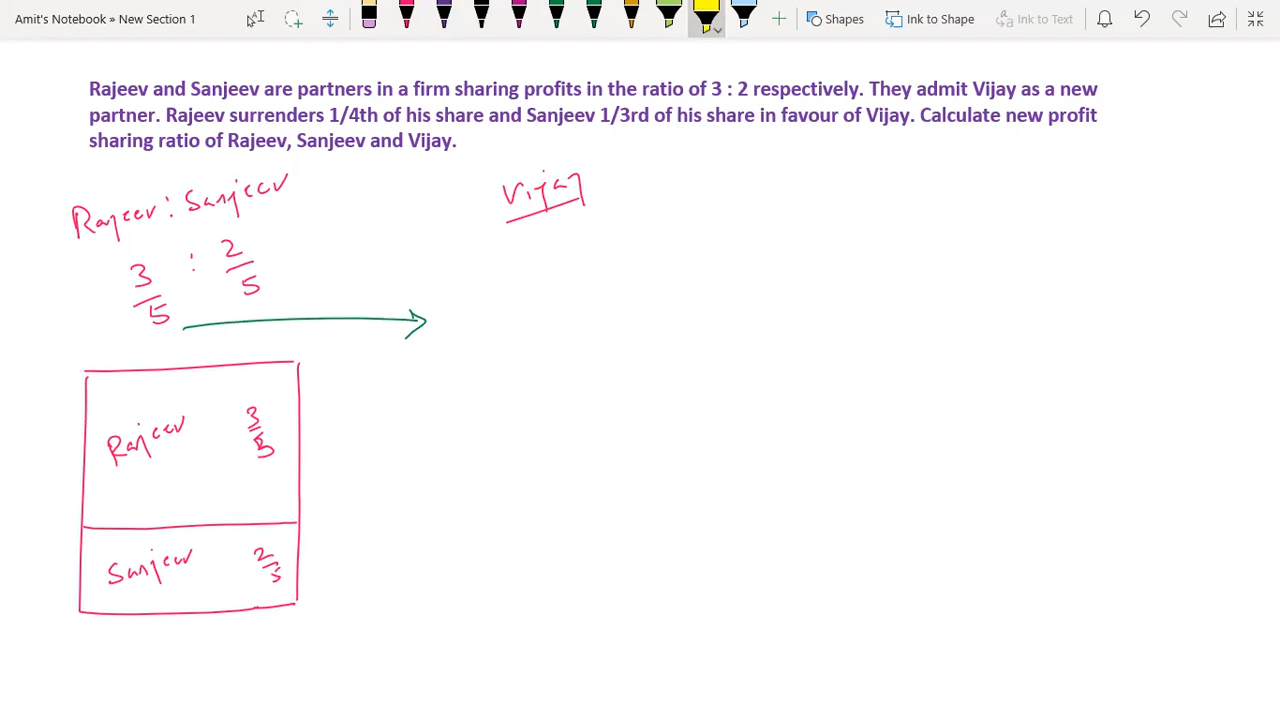 Amit's Notebook » New Section 1
Shapes
Ink to Shape
Ink to Text
Rajeev and Sanjeev are partners in a firm sharing profits in the ratio of 3 : 2 respectively. They admit Vijay as a new
partner. Rajeev surrenders 1/4th of his share and Sanjeev 1/3rd of his share in favour of Vijay. Calculate new profit
sharing ratio of Rajeev, Sanjeev and Vijay.
Rajeev : Sanjeev
Vijay
3/5 : 2/5
Rajeev 3/5
Sanjeev 2/5